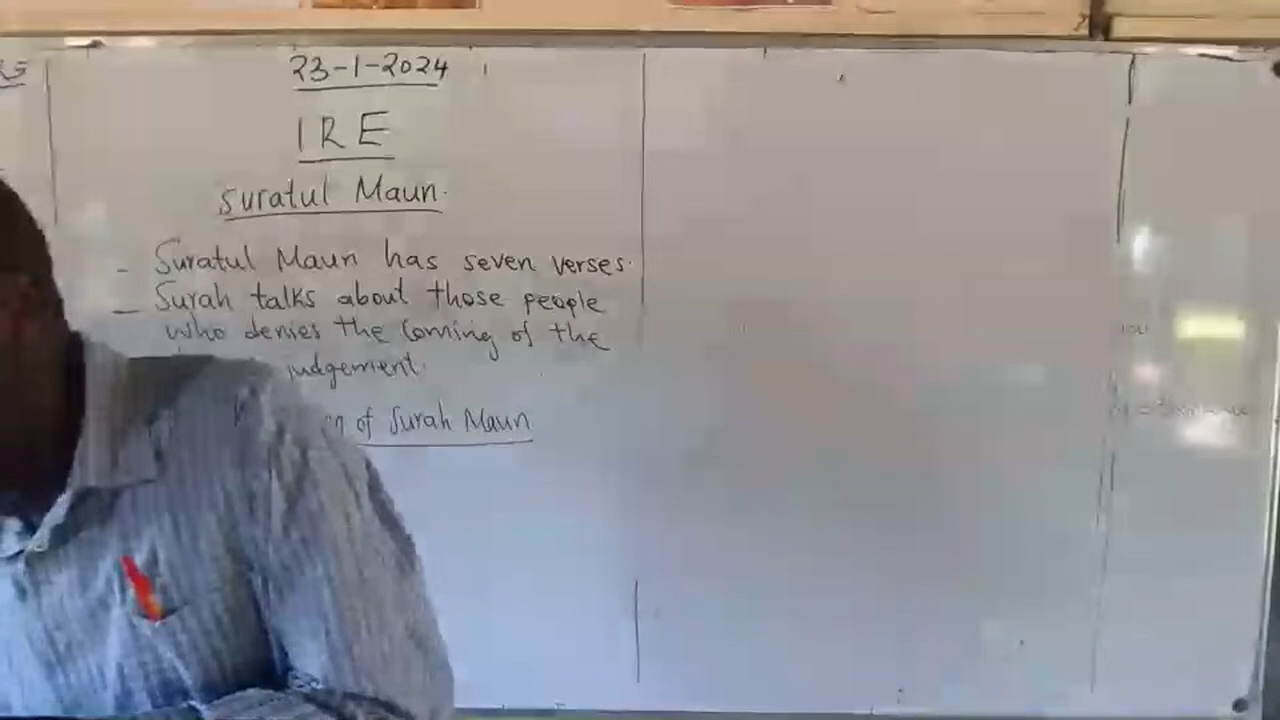 23-1-2024
IRE
Suratul Maun.
- Suratul Maun has seven verses.
- Surah talks about those people
who denies the coming of the
judgement.
of Surah Maun